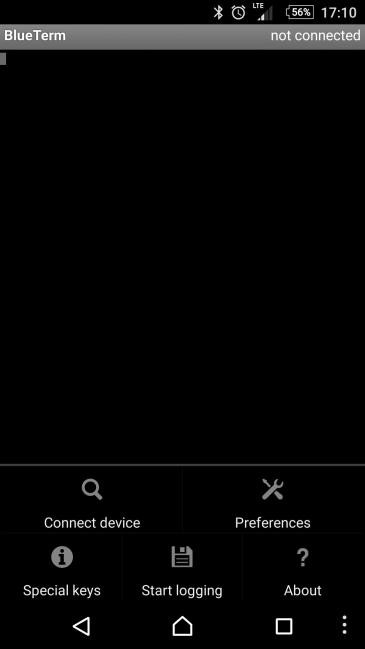 LTE
56% 17:10
BlueTerm not connected
Connect device Preferences
Special keys Start logging About